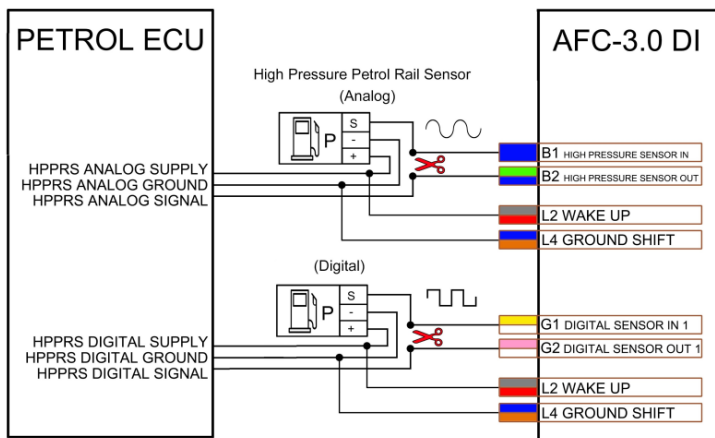 PETROL ECU
AFC-3.0 DI
High Pressure Petrol Rail Sensor
(Analog)
S
-
+
P
HPPRS ANALOG SUPPLY
HPPRS ANALOG GROUND
HPPRS ANALOG SIGNAL
B1 HIGH PRESSURE SENSOR IN
B2 HIGH PRESSURE SENSOR OUT
L2 WAKE UP
L4 GROUND SHIFT
(Digital)
S
-
+
P
HPPRS DIGITAL SUPPLY
HPPRS DIGITAL GROUND
HPPRS DIGITAL SIGNAL
G1 DIGITAL SENSOR IN 1
G2 DIGITAL SENSOR OUT 1
L2 WAKE UP
L4 GROUND SHIFT